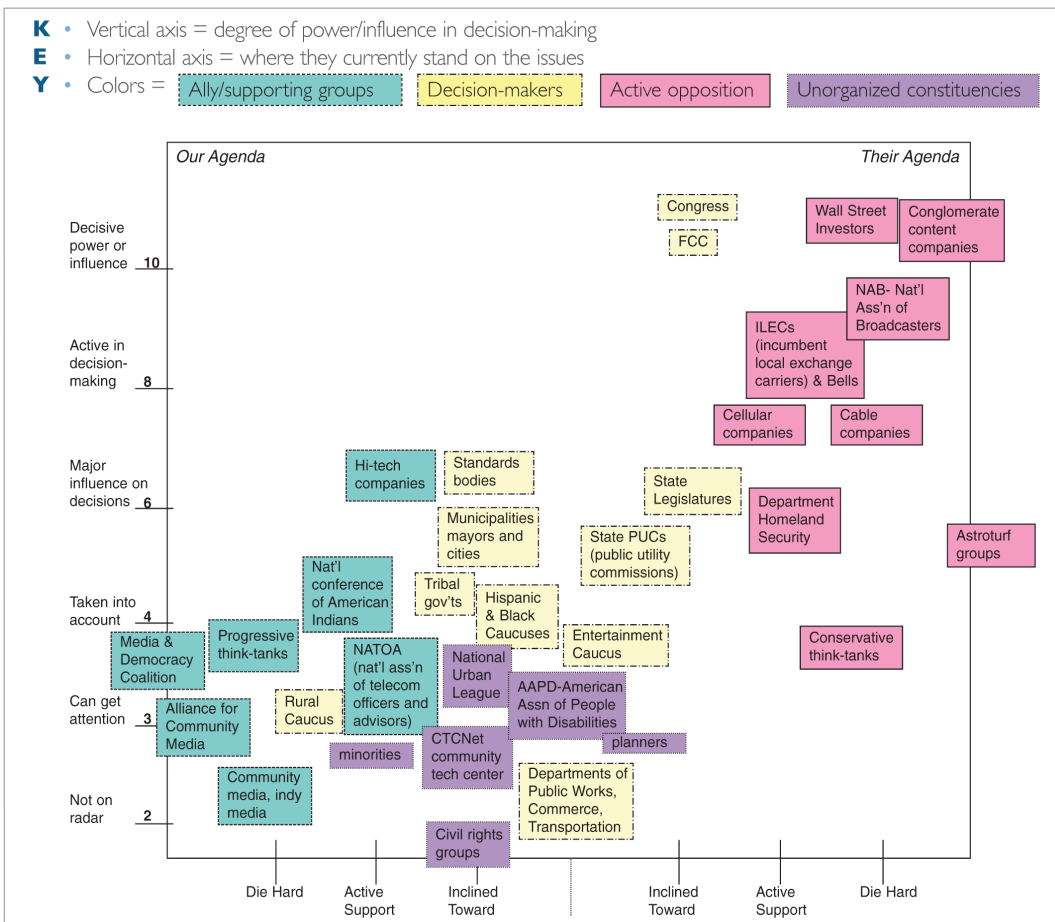 K • Vertical axis = degree of power/influence in decision-making
E • Horizontal axis = where they currently stand on the issues
Y • Colors = Ally/supporting groups Decision-makers Active opposition Unorganized constituencies
Our Agenda
Their Agenda
Decisive
power or
influence 10
Active in
decision-
making 8
Major
influence on
decisions 6
Taken into
account 4
Can get
attention 3
Not on
radar 2
Congress
FCC
Wall Street
Investors
Conglomerate
content
companies
NAB- Nat'l
Ass'n of
Broadcasters
ILECs
(incumbent
local exchange
carriers) & Bells
Cellular
companies
Cable
companies
Hi-tech
companies
Standards
bodies
State
Legislatures
Department
Homeland
Security
Municipalities
mayors and
cities
State PUCs
(public utility
commissions)
Astroturf
groups
Nat'l
conference
of American
Indians
Tribal
gov'ts
Hispanic
& Black
Caucuses
Entertainment
Caucus
Conservative
think-tanks
Media &
Democracy
Coalition
Progressive
think-tanks
NATOA
(nat'l ass'n
of telecom
officers and
advisors)
National
Urban
League
AAPD-American
Assn of People
with Disabilities
Alliance for
Community
Media
Rural
Caucus
minorities
CTCNet
community
tech center
planners
Community
media, indy
media
Departments of
Public Works,
Commerce,
Transportation
Civil rights
groups
Die Hard
Active
Support
Inclined
Toward
Inclined
Toward
Active
Support
Die Hard